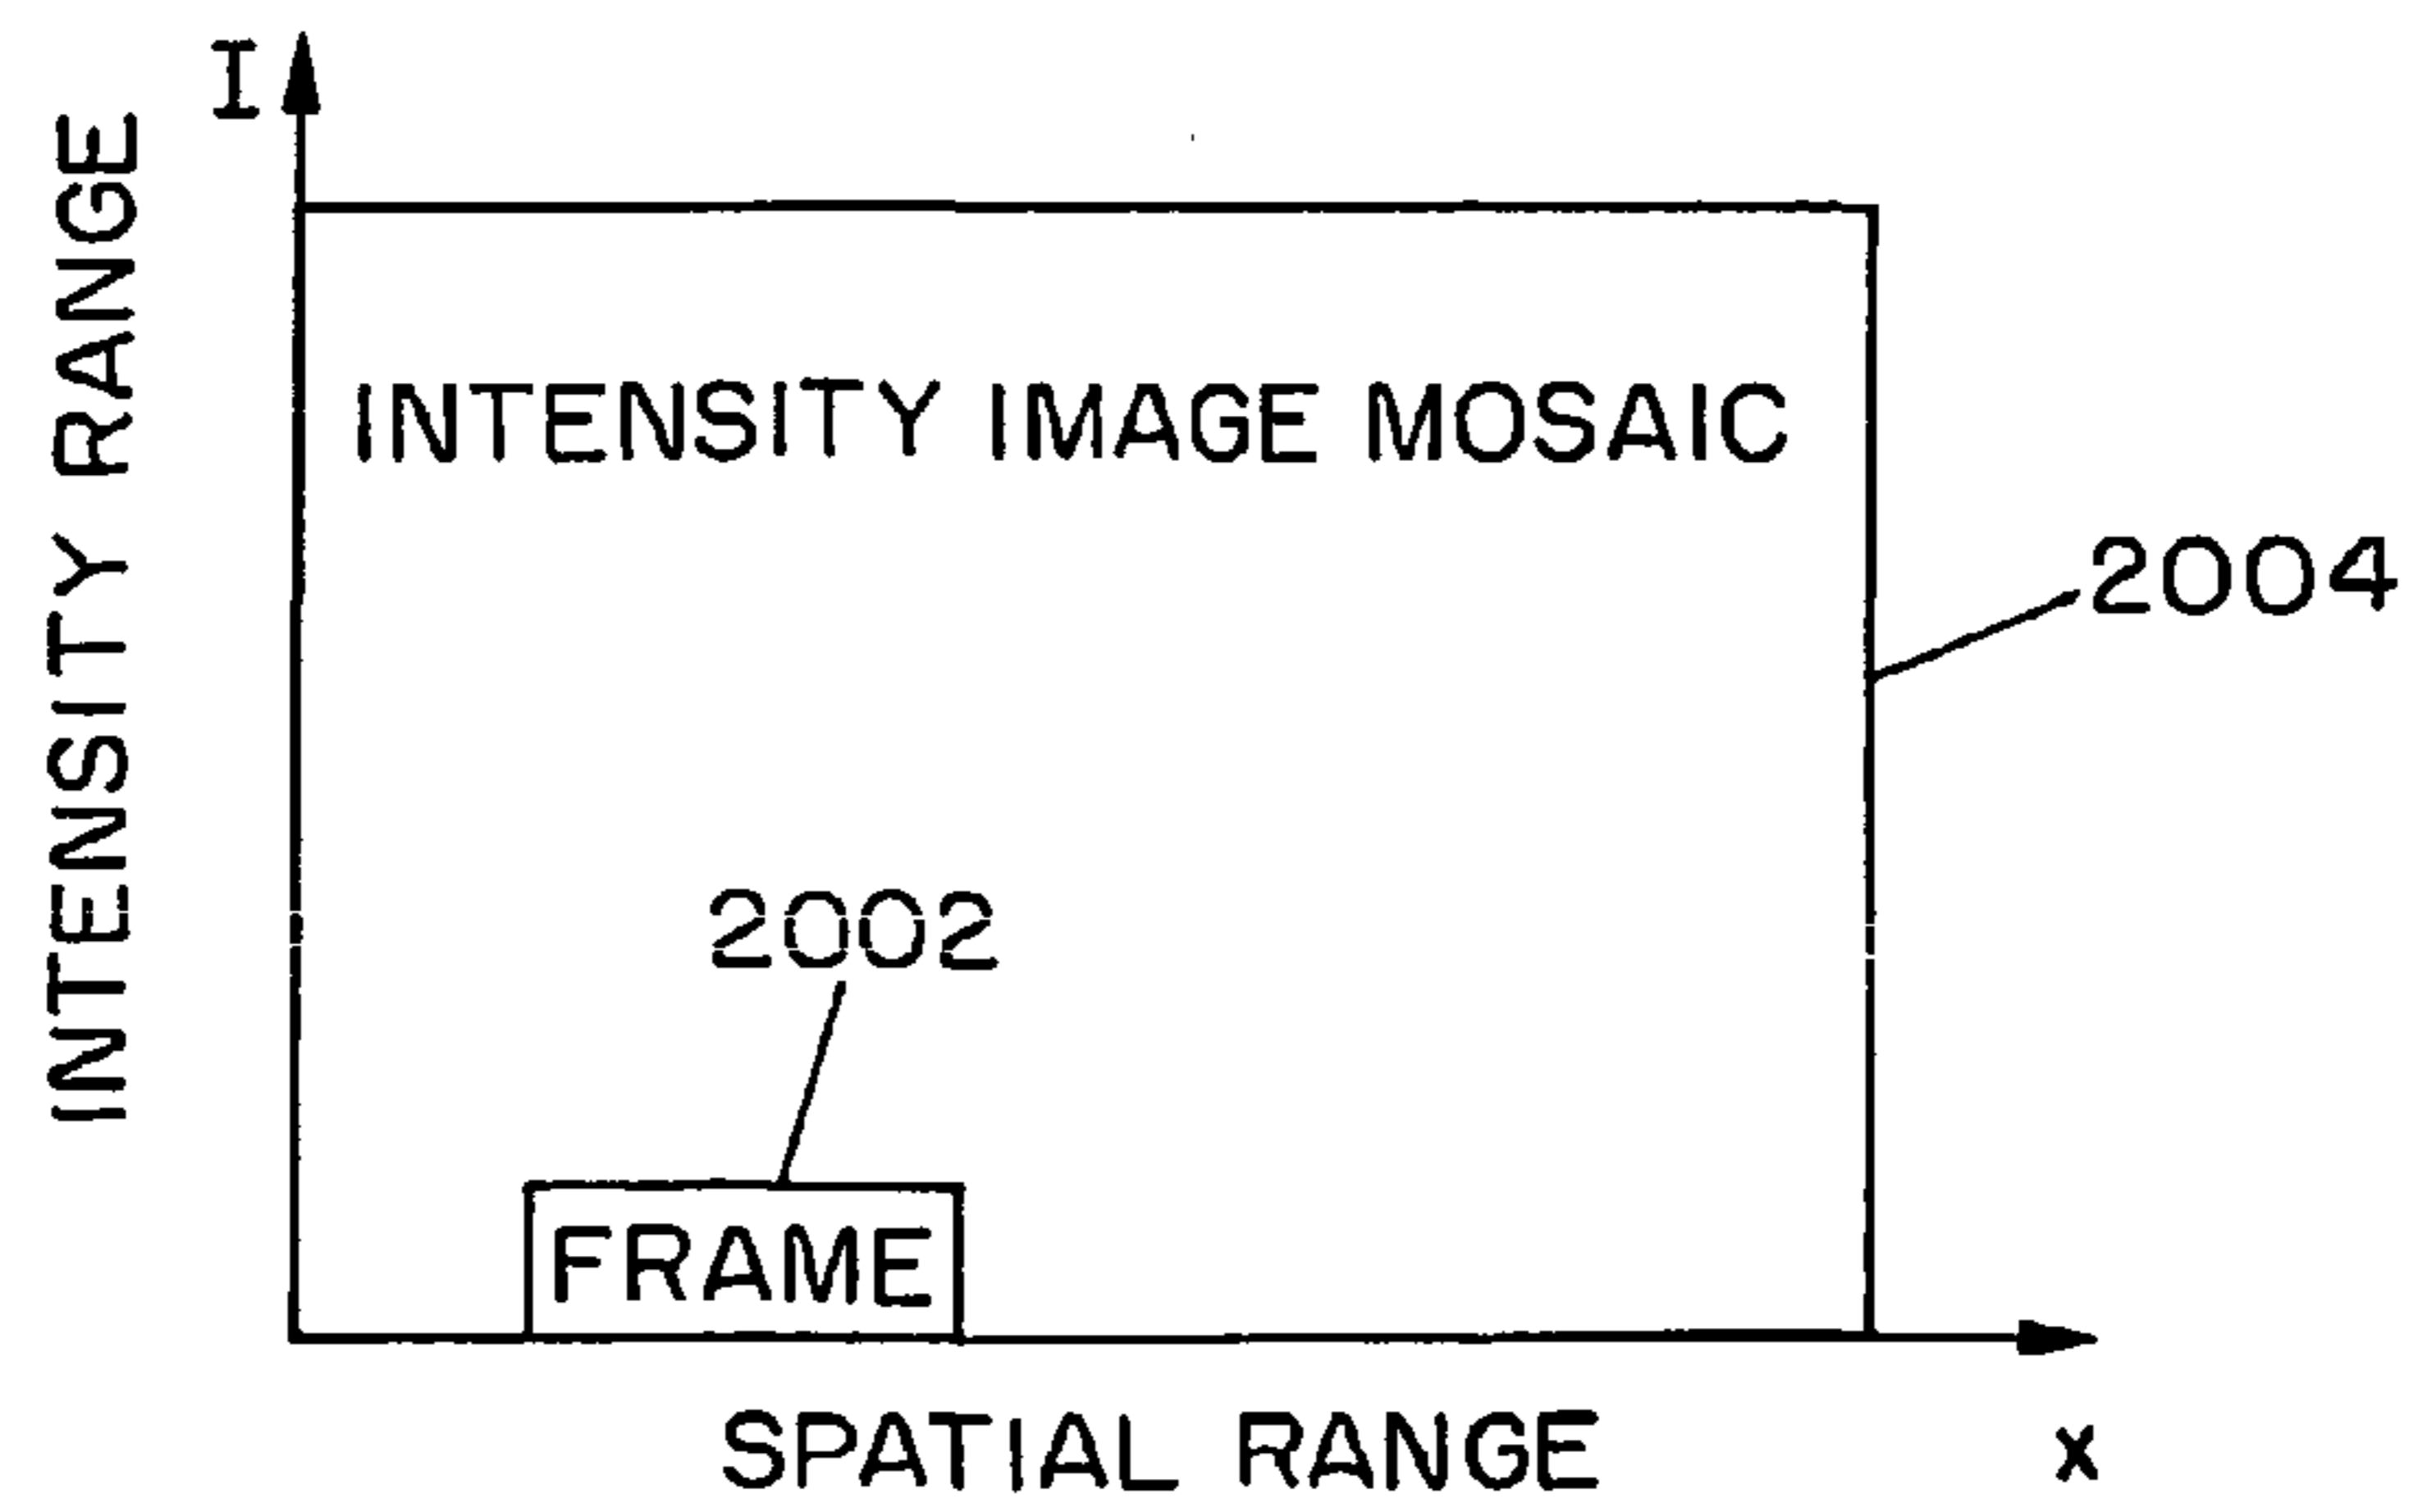 I
INTENSITY RANGE
INTENSITY IMAGE MOSAIC
2004
2002
FRAME
SPATIAL RANGE
x